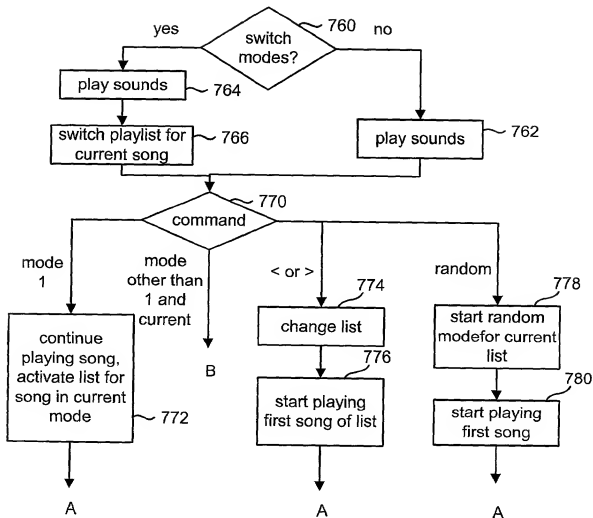 760
yes
switch
modes?
no
play sounds
764
switch playlist for
current song
766
play sounds
762
770
command
mode
1
mode
other than
1 and
current
< or >
random
774
778
continue
playing song,
activate list for
song in current
mode
772
B
change list
776
start playing
first song of list
start random
modefor current
list
780
start playing
first song
A
A
A